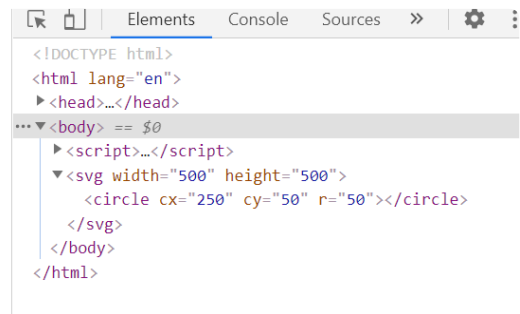 Elements Console Sources »
<!DOCTYPE html>
<html lang="en">
<head>…</head>
<body> == $0
<script>…</script>
<svg width="500" height="500">
<circle cx="250" cy="50" r="50"></circle>
</svg>
</body>
</html>